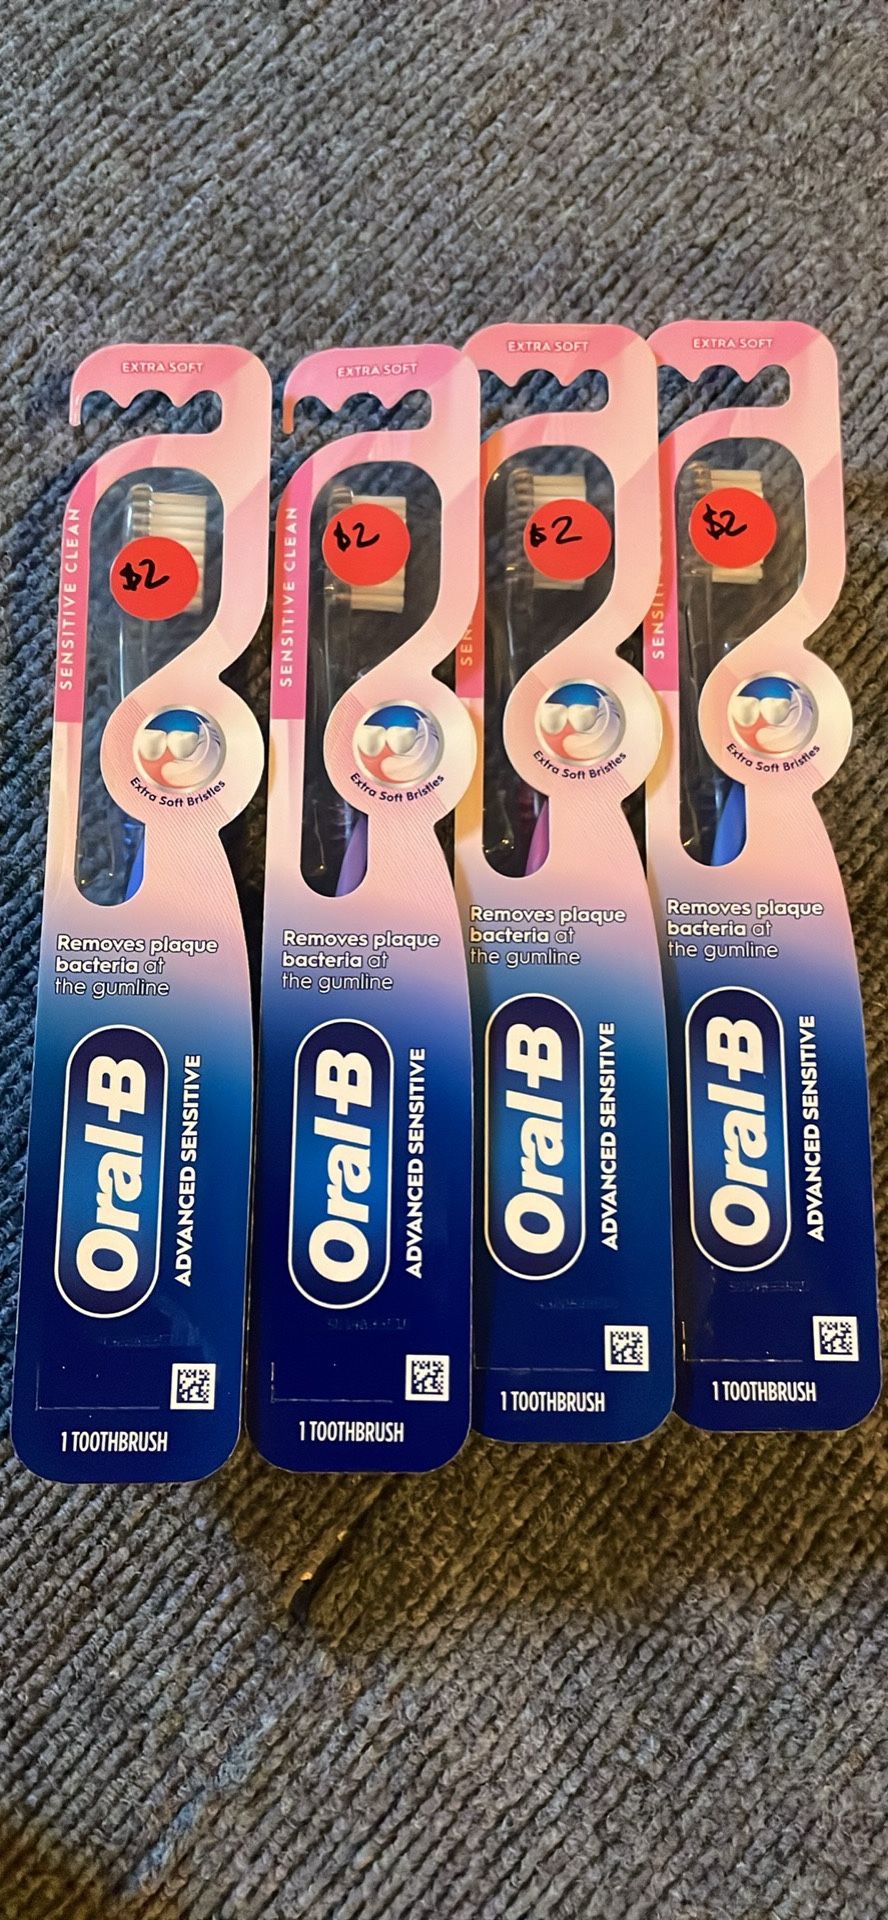 EXTRA SOFT
SENSITIVE CLEAN
$2
Extra Soft Bristles
Removes plaque
bacteria at
the gumline
Oral-B
ADVANCED SENSITIVE
1 TOOTHBRUSH
EXTRA SOFT
SENSITIVE CLEAN
$2
Extra Soft Bristles
Removes plaque
bacteria at
the gumline
Oral-B
ADVANCED SENSITIVE
1 TOOTHBRUSH
EXTRA SOFT
SEN
$2
Extra Soft Bristles
Removes plaque
bacteria at
the gumline
Oral-B
ADVANCED SENSITIVE
1 TOOTHBRUSH
EXTRA SOFT
SENSITI
$2
Extra Soft Bristles
Removes plaque
bacteria at
the gumline
Oral-B
ADVANCED SENSITIVE
1 TOOTHBRUSH